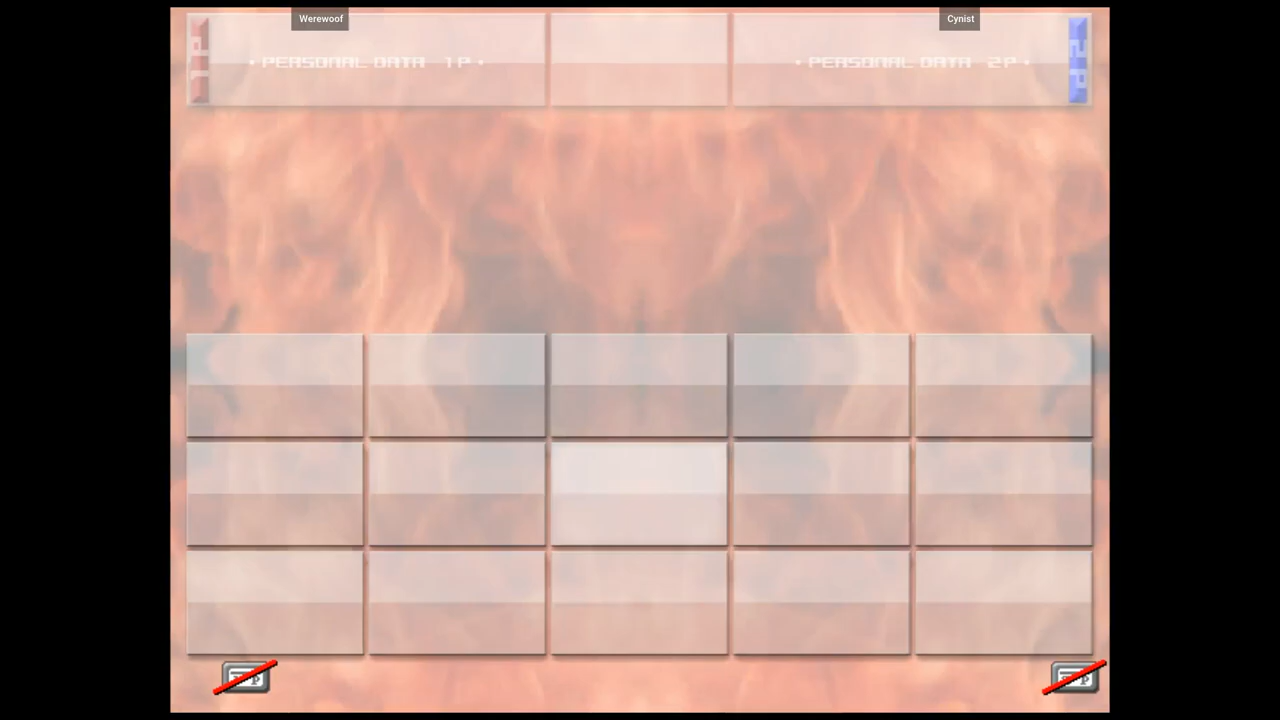 Werewoof
Cynist
1P
• PERSONAL DATA 1P •
• PERSONAL DATA 2P •
2P
P
P